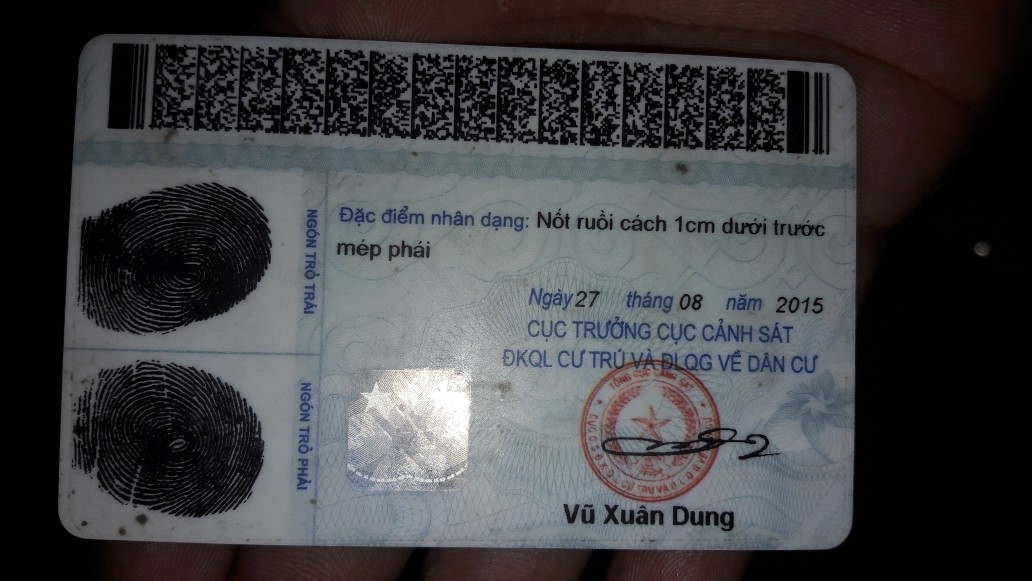 NGÓN TRỎ TRÁI
NGÓN TRỎ PHẢI
Đặc điểm nhân dạng: Nốt ruồi cách 1cm dưới trước
mép phải
Ngày 27 tháng 08 năm 2015
CỤC TRƯỞNG CỤC CẢNH SÁT
ĐKQL CƯ TRÚ VÀ DLQG VỀ DÂN CƯ
Vũ Xuân Dung